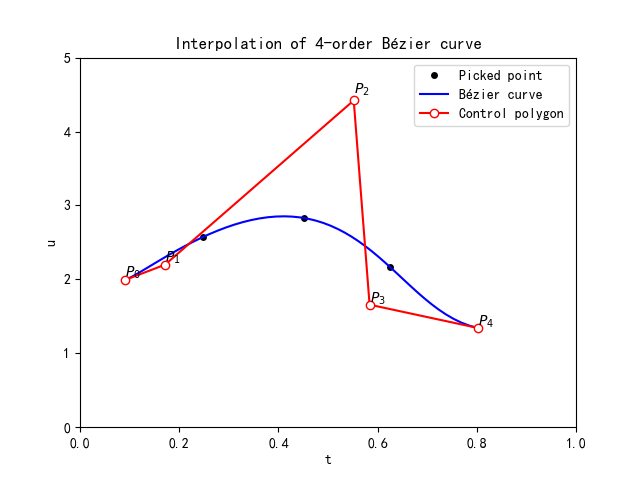 Interpolation of 4-order Bézier curve
5
4
3
2
1
0
u
0.0 0.2 0.4 0.6 0.8 1.0
t
Picked point
Bézier curve
Control polygon
P0
P1
P2
P3
P4